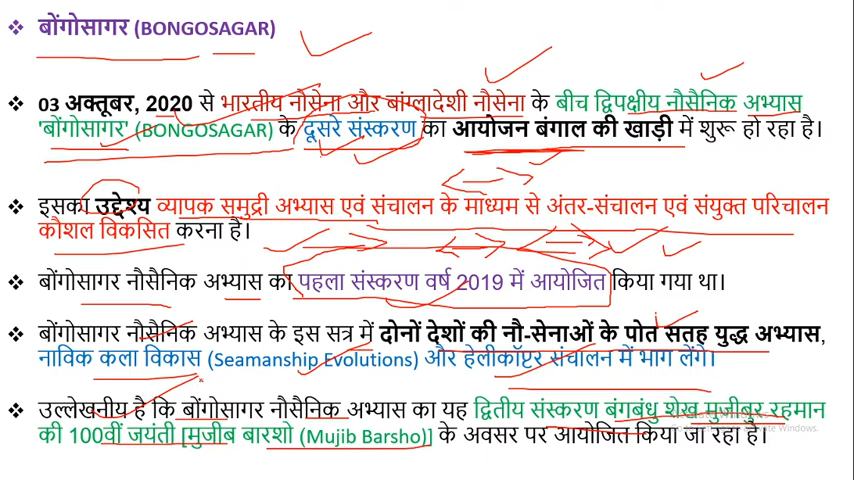 ❖ बोंगोसागर (BONGOSAGAR)
❖ 03 अक्तूबर, 2020 से भारतीय नौसेना और बांग्लादेशी नौसेना के बीच द्विपक्षीय नौसैनिक अभ्यास
'बोंगोसागर' (BONGOSAGAR) के दूसरे संस्करण का आयोजन बंगाल की खाड़ी में शुरू हो रहा है।
❖ इसका उद्देश्य व्यापक समुद्री अभ्यास एवं संचालन के माध्यम से अंतर-संचालन एवं संयुक्त परिचालन
कौशल विकसित करना है।
❖ बोंगोसागर नौसैनिक अभ्यास का पहला संस्करण वर्ष 2019 में आयोजित किया गया था।
❖ बोंगोसागर नौसैनिक अभ्यास के इस सत्र में दोनों देशों की नौ-सेनाओं के पोत सतह युद्ध अभ्यास,
नाविक कला विकास (Seamanship Evolutions) और हेलीकॉप्टर संचालन में भाग लेंगे।
❖ उल्लेखनीय है कि बोंगोसागर नौसैनिक अभ्यास का यह द्वितीय संस्करण बंगबंधु शेख मुजीबुर रहमान
की 100वीं जयंती [मुजीब बारशो (Mujib Barsho)] के अवसर पर आयोजित किया जा रहा है।